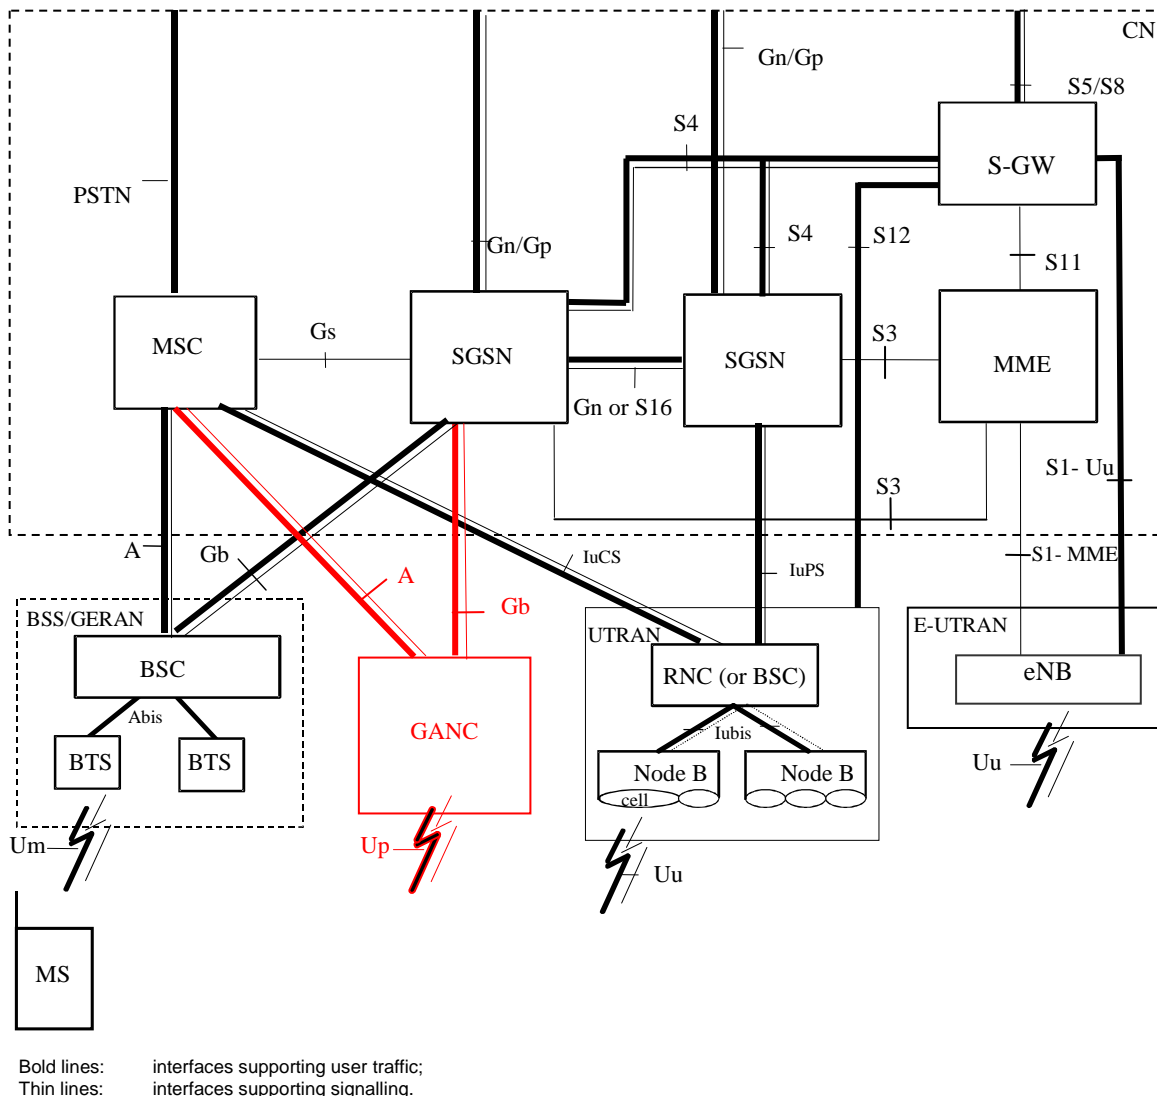 CN
Gn/Gp
S5/S8
S4
S-GW
PSTN
Gn/Gp
S4
S12
S11
MSC
Gs
SGSN
SGSN
S3
MME
Gn or S16
S1- Uu
S3
A
Gb
IuCS
IuPS
S1- MME
A
Gb
BSS/GERAN
UTRAN
E-UTRAN
BSC
RNC (or BSC)
eNB
Abis
GANC
Iubis
BTS
BTS
Node B
Node B
cell
Uu
Um
Up
Uu
MS
Bold lines: interfaces supporting user traffic;
Thin lines: interfaces supporting signalling.